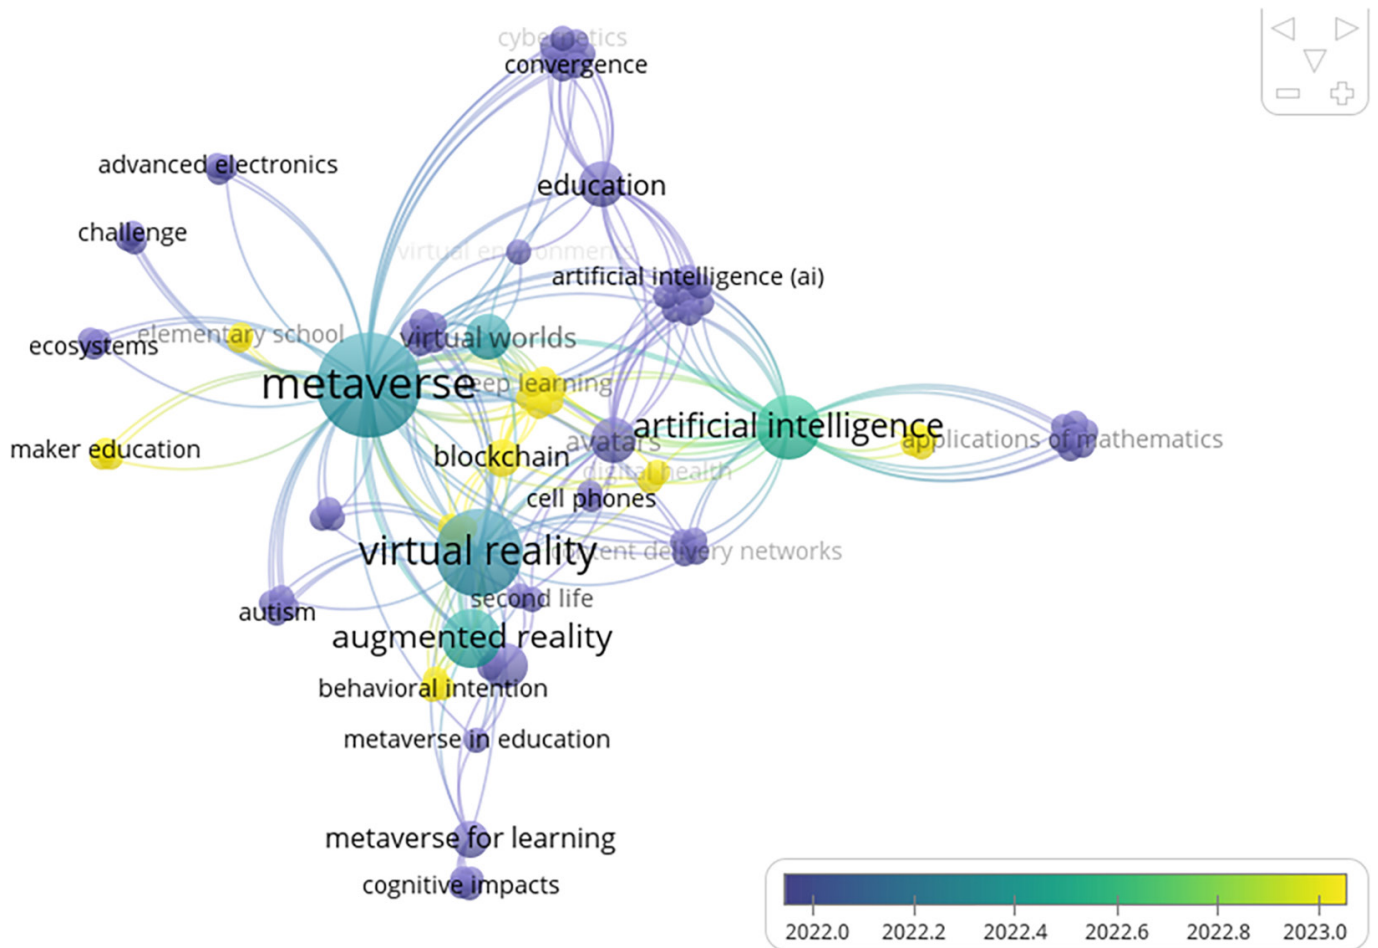 cybernetics
convergence
advanced electronics
education
challenge
virtual environments
artificial intelligence (ai)
elementary school
virtual worlds
ecosystems
metaverse
deep learning
artificial intelligence
applications of mathematics
avatars
maker education
blockchain
digital health
cell phones
virtual reality
content delivery networks
second life
autism
augmented reality
behavioral intention
metaverse in education
metaverse for learning
cognitive impacts
2022.0 2022.2 2022.4 2022.6 2022.8 2023.0